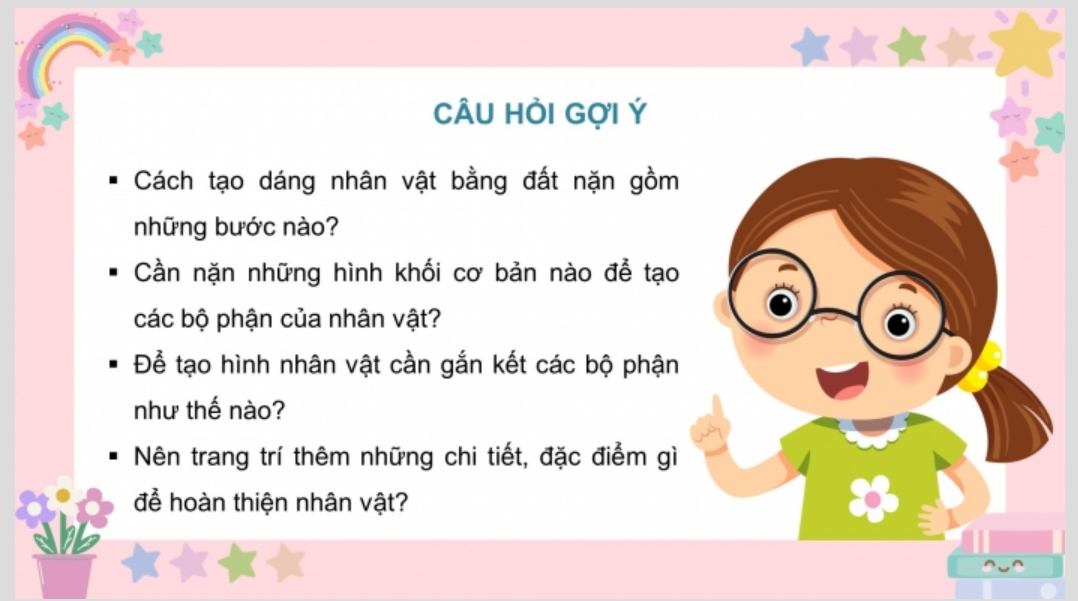 CÂU HỎI GỢI Ý
▪ Cách tạo dáng nhân vật bằng đất nặn gồm
những bước nào?
▪ Cần nặn những hình khối cơ bản nào để tạo
các bộ phận của nhân vật?
▪ Để tạo hình nhân vật cần gắn kết các bộ phận
như thế nào?
▪ Nên trang trí thêm những chi tiết, đặc điểm gì
để hoàn thiện nhân vật?